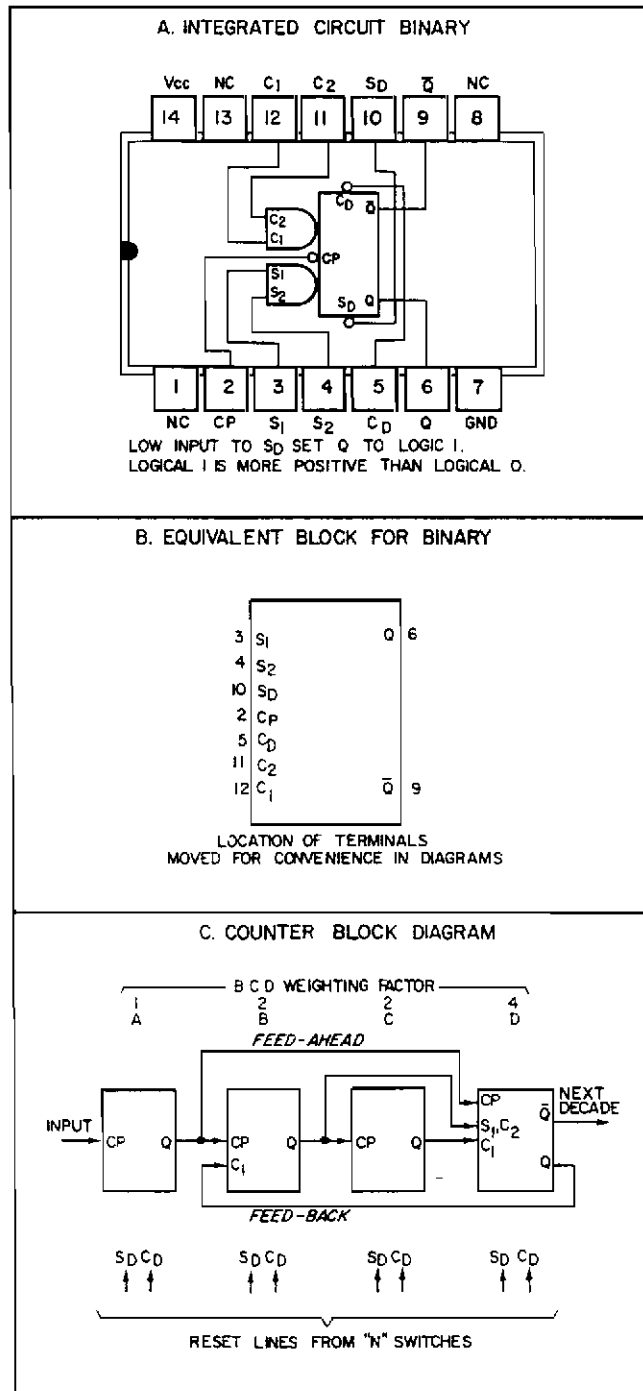 A. INTEGRATED CIRCUIT BINARY
Vcc NC C1 C2 SD Q̅ NC
14 13 12 11 10 9 8
C2
C1
CD Q̅
CP
S1
S2
SD Q
1 2 3 4 5 6 7
NC CP S1 S2 CD Q GND
LOW INPUT TO SD SET Q TO LOGIC 1.
LOGICAL 1 IS MORE POSITIVE THAN LOGICAL 0.
B. EQUIVALENT BLOCK FOR BINARY
3 S1 Q 6
4 S2
10 SD
2 CP
5 CD
11 C2
12 C1 Q̅ 9
LOCATION OF TERMINALS
MOVED FOR CONVENIENCE IN DIAGRAMS
C. COUNTER BLOCK DIAGRAM
BCD WEIGHTING FACTOR
1 2 2 4
A B C D
FEED-AHEAD
INPUT
CP Q
CP Q
C1
CP Q
CP
S1, C2
C1
Q̅
Q
NEXT
DECADE
FEED-BACK
SD CD SD CD SD CD SD CD
RESET LINES FROM "N" SWITCHES